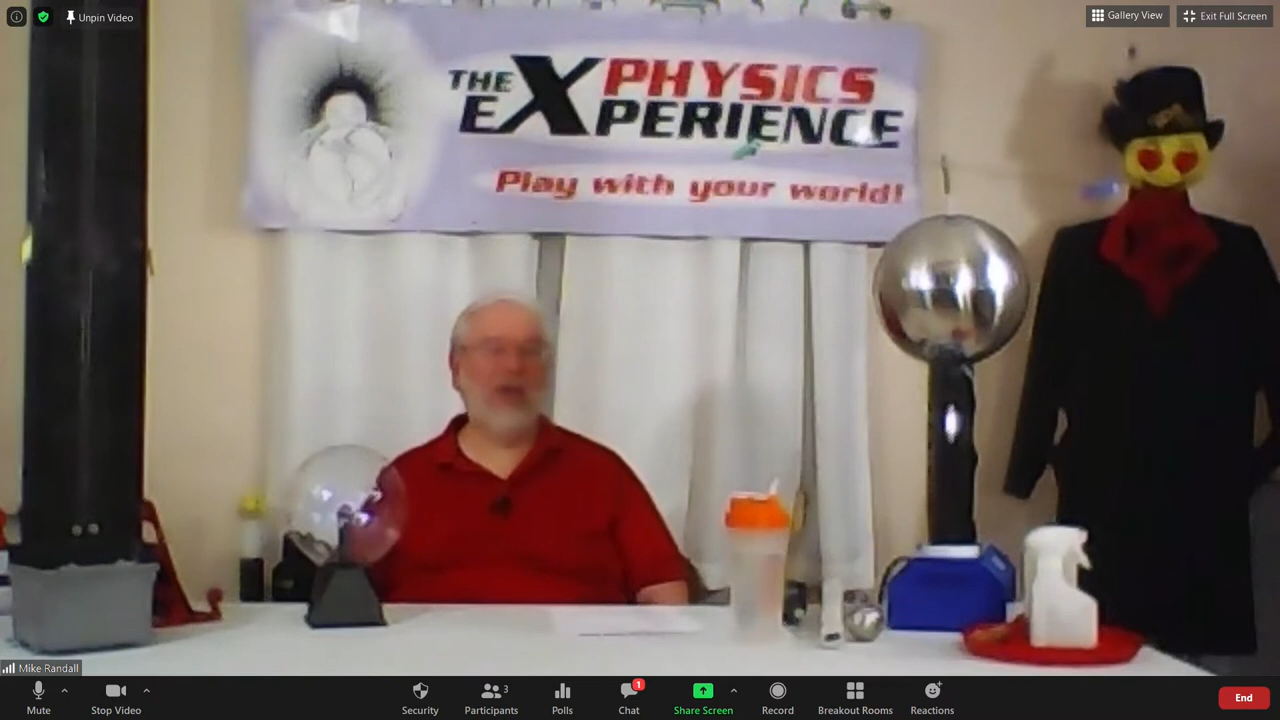 Unpin Video
Gallery View
Exit Full Screen
THE PHYSICS
EXPERIENCE
Play with your world!
Mike Randall
Mute
Stop Video
Security
Participants
3
Polls
Chat
1
Share Screen
Record
Breakout Rooms
Reactions
End